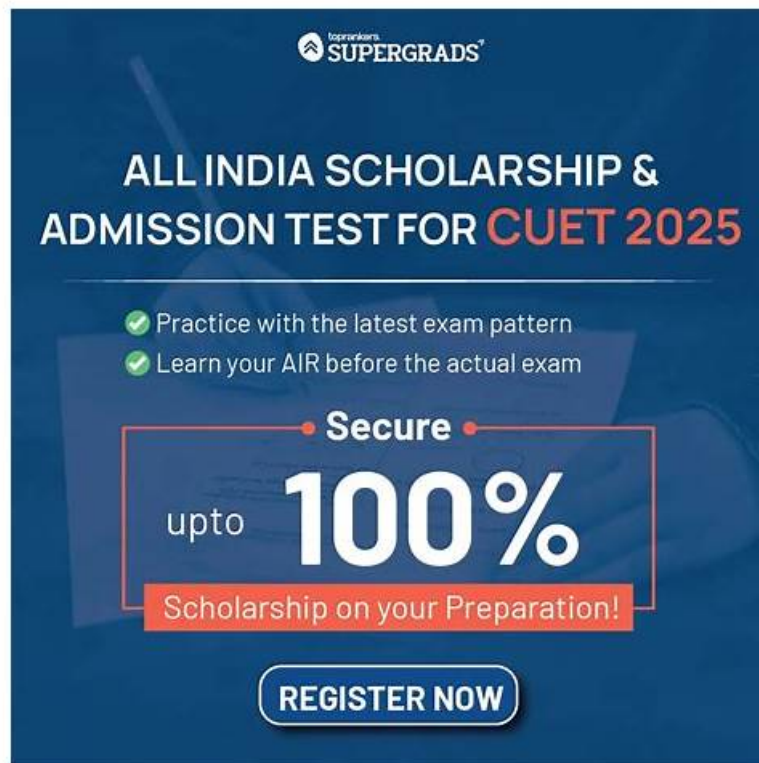 toprankers
SUPERGRADS
ALL INDIA SCHOLARSHIP &
ADMISSION TEST FOR CUET 2025
Practice with the latest exam pattern
Learn your AIR before the actual exam
Secure
upto 100%
Scholarship on your Preparation!
REGISTER NOW